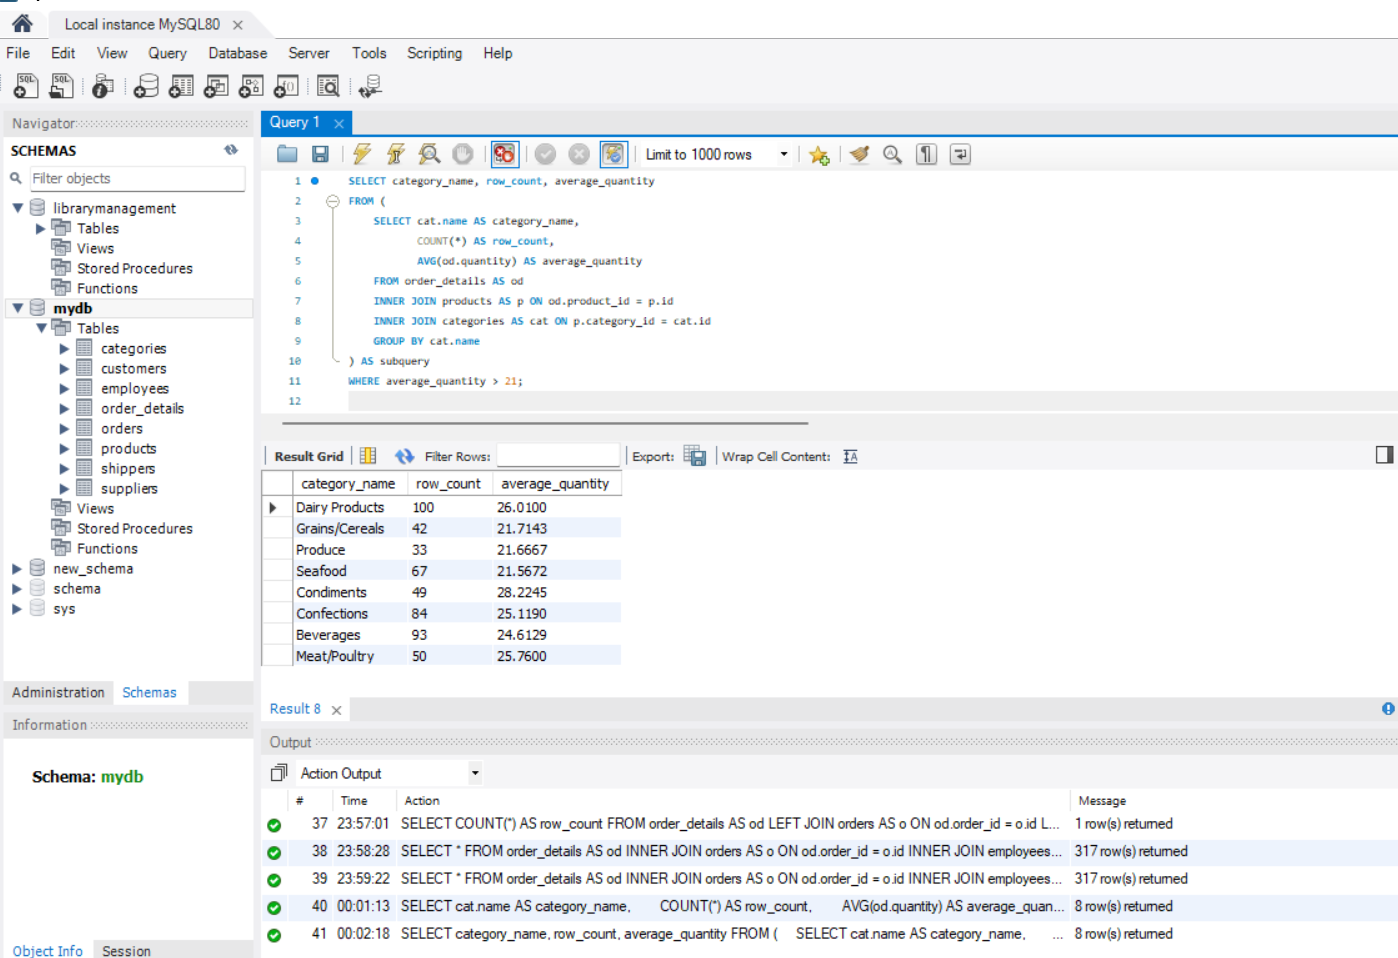 Local instance MySQL80
File Edit View Query Database Server Tools Scripting Help
Navigator
SCHEMAS
Filter objects
librarymanagement
Tables
Views
Stored Procedures
Functions
mydb
Tables
categories
customers
employees
order_details
orders
products
shippers
suppliers
Views
Stored Procedures
Functions
new_schema
schema
sys
Administration Schemas
Information
Schema: mydb
Object Info Session
Query 1
Limit to 1000 rows
1 SELECT category_name, row_count, average_quantity
2 FROM (
3 SELECT cat.name AS category_name,
4 COUNT(*) AS row_count,
5 AVG(od.quantity) AS average_quantity
6 FROM order_details AS od
7 INNER JOIN products AS p ON od.product_id = p.id
8 INNER JOIN categories AS cat ON p.category_id = cat.id
9 GROUP BY cat.name
10 ) AS subquery
11 WHERE average_quantity > 21;
12
Result Grid Filter Rows: Export: Wrap Cell Content:
category_name row_count average_quantity
Dairy Products 100 26.0100
Grains/Cereals 42 21.7143
Produce 33 21.6667
Seafood 67 21.5672
Condiments 49 28.2245
Confections 84 25.1190
Beverages 93 24.6129
Meat/Poultry 50 25.7600
Result 8
Output
Action Output
# Time Action Message
37 23:57:01 SELECT COUNT(*) AS row_count FROM order_details AS od LEFT JOIN orders AS o ON od.order_id = o.id L... 1 row(s) returned
38 23:58:28 SELECT * FROM order_details AS od INNER JOIN orders AS o ON od.order_id = o.id INNER JOIN employees... 317 row(s) returned
39 23:59:22 SELECT * FROM order_details AS od INNER JOIN orders AS o ON od.order_id = o.id INNER JOIN employees... 317 row(s) returned
40 00:01:13 SELECT cat.name AS category_name, COUNT(*) AS row_count, AVG(od.quantity) AS average_quan... 8 row(s) returned
41 00:02:18 SELECT category_name, row_count, average_quantity FROM ( SELECT cat.name AS category_name, ... 8 row(s) returned